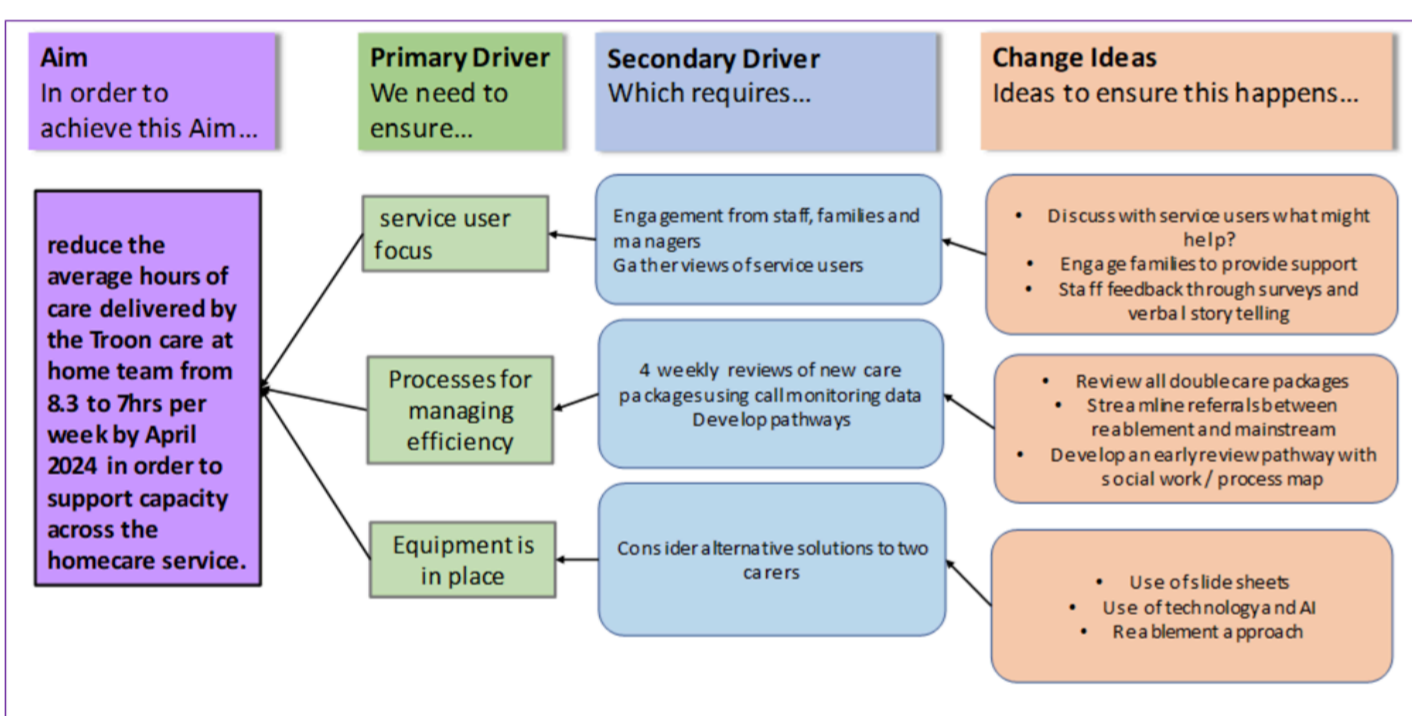 Aim
In order to
achieve this Aim...
Primary Driver
We need to
ensure...
Secondary Driver
Which requires...
Change Ideas
Ideas to ensure this happens...
reduce the
average hours of
care delivered by
the Troon care at
home team from
8.3 to 7hrs per
week by April
2024 in order to
support capacity
across the
homecare service.
service user
focus
Engagement from staff, families and
managers
Gather views of service users
• Discuss with service users what might
help?
• Engage families to provide support
• Staff feedback through surveys and
verbal story telling
Processes for
managing
efficiency
4 weekly reviews of new care
packages using call monitoring data
Develop pathways
• Review all double care packages
• Streamline referrals between
reablement and mainstream
• Develop an early review pathway with
social work / process map
Equipment is
in place
Consider alternative solutions to two
carers
• Use of slide sheets
• Use of technology and AI
• Reablement approach